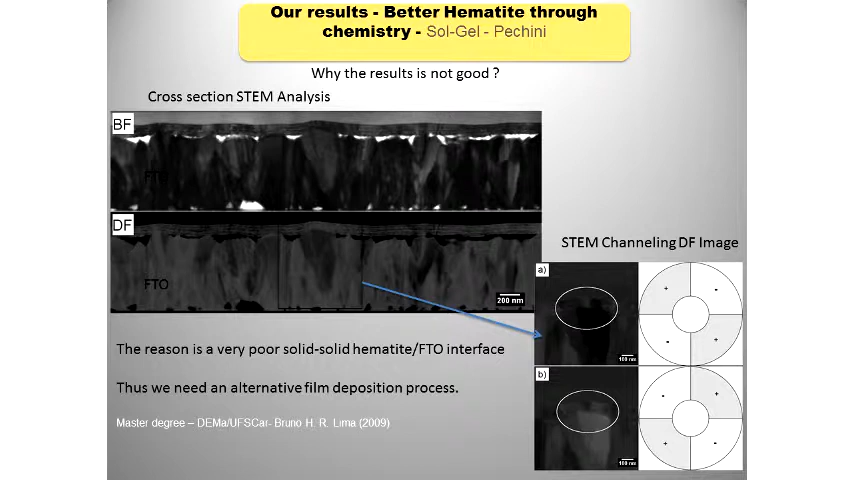 Our results - Better Hematite through
chemistry - Sol-Gel - Pechini
Why the results is not good ?
Cross section STEM Analysis
BF
FTO
DF
FTO
200 nm
STEM Channeling DF Image
a)
+
-
-
+
100 nm
b)
-
+
+
-
100 nm
The reason is a very poor solid-solid hematite/FTO interface
Thus we need an alternative film deposition process.
Master degree – DEMa/UFSCar- Bruno H. R. Lima (2009)